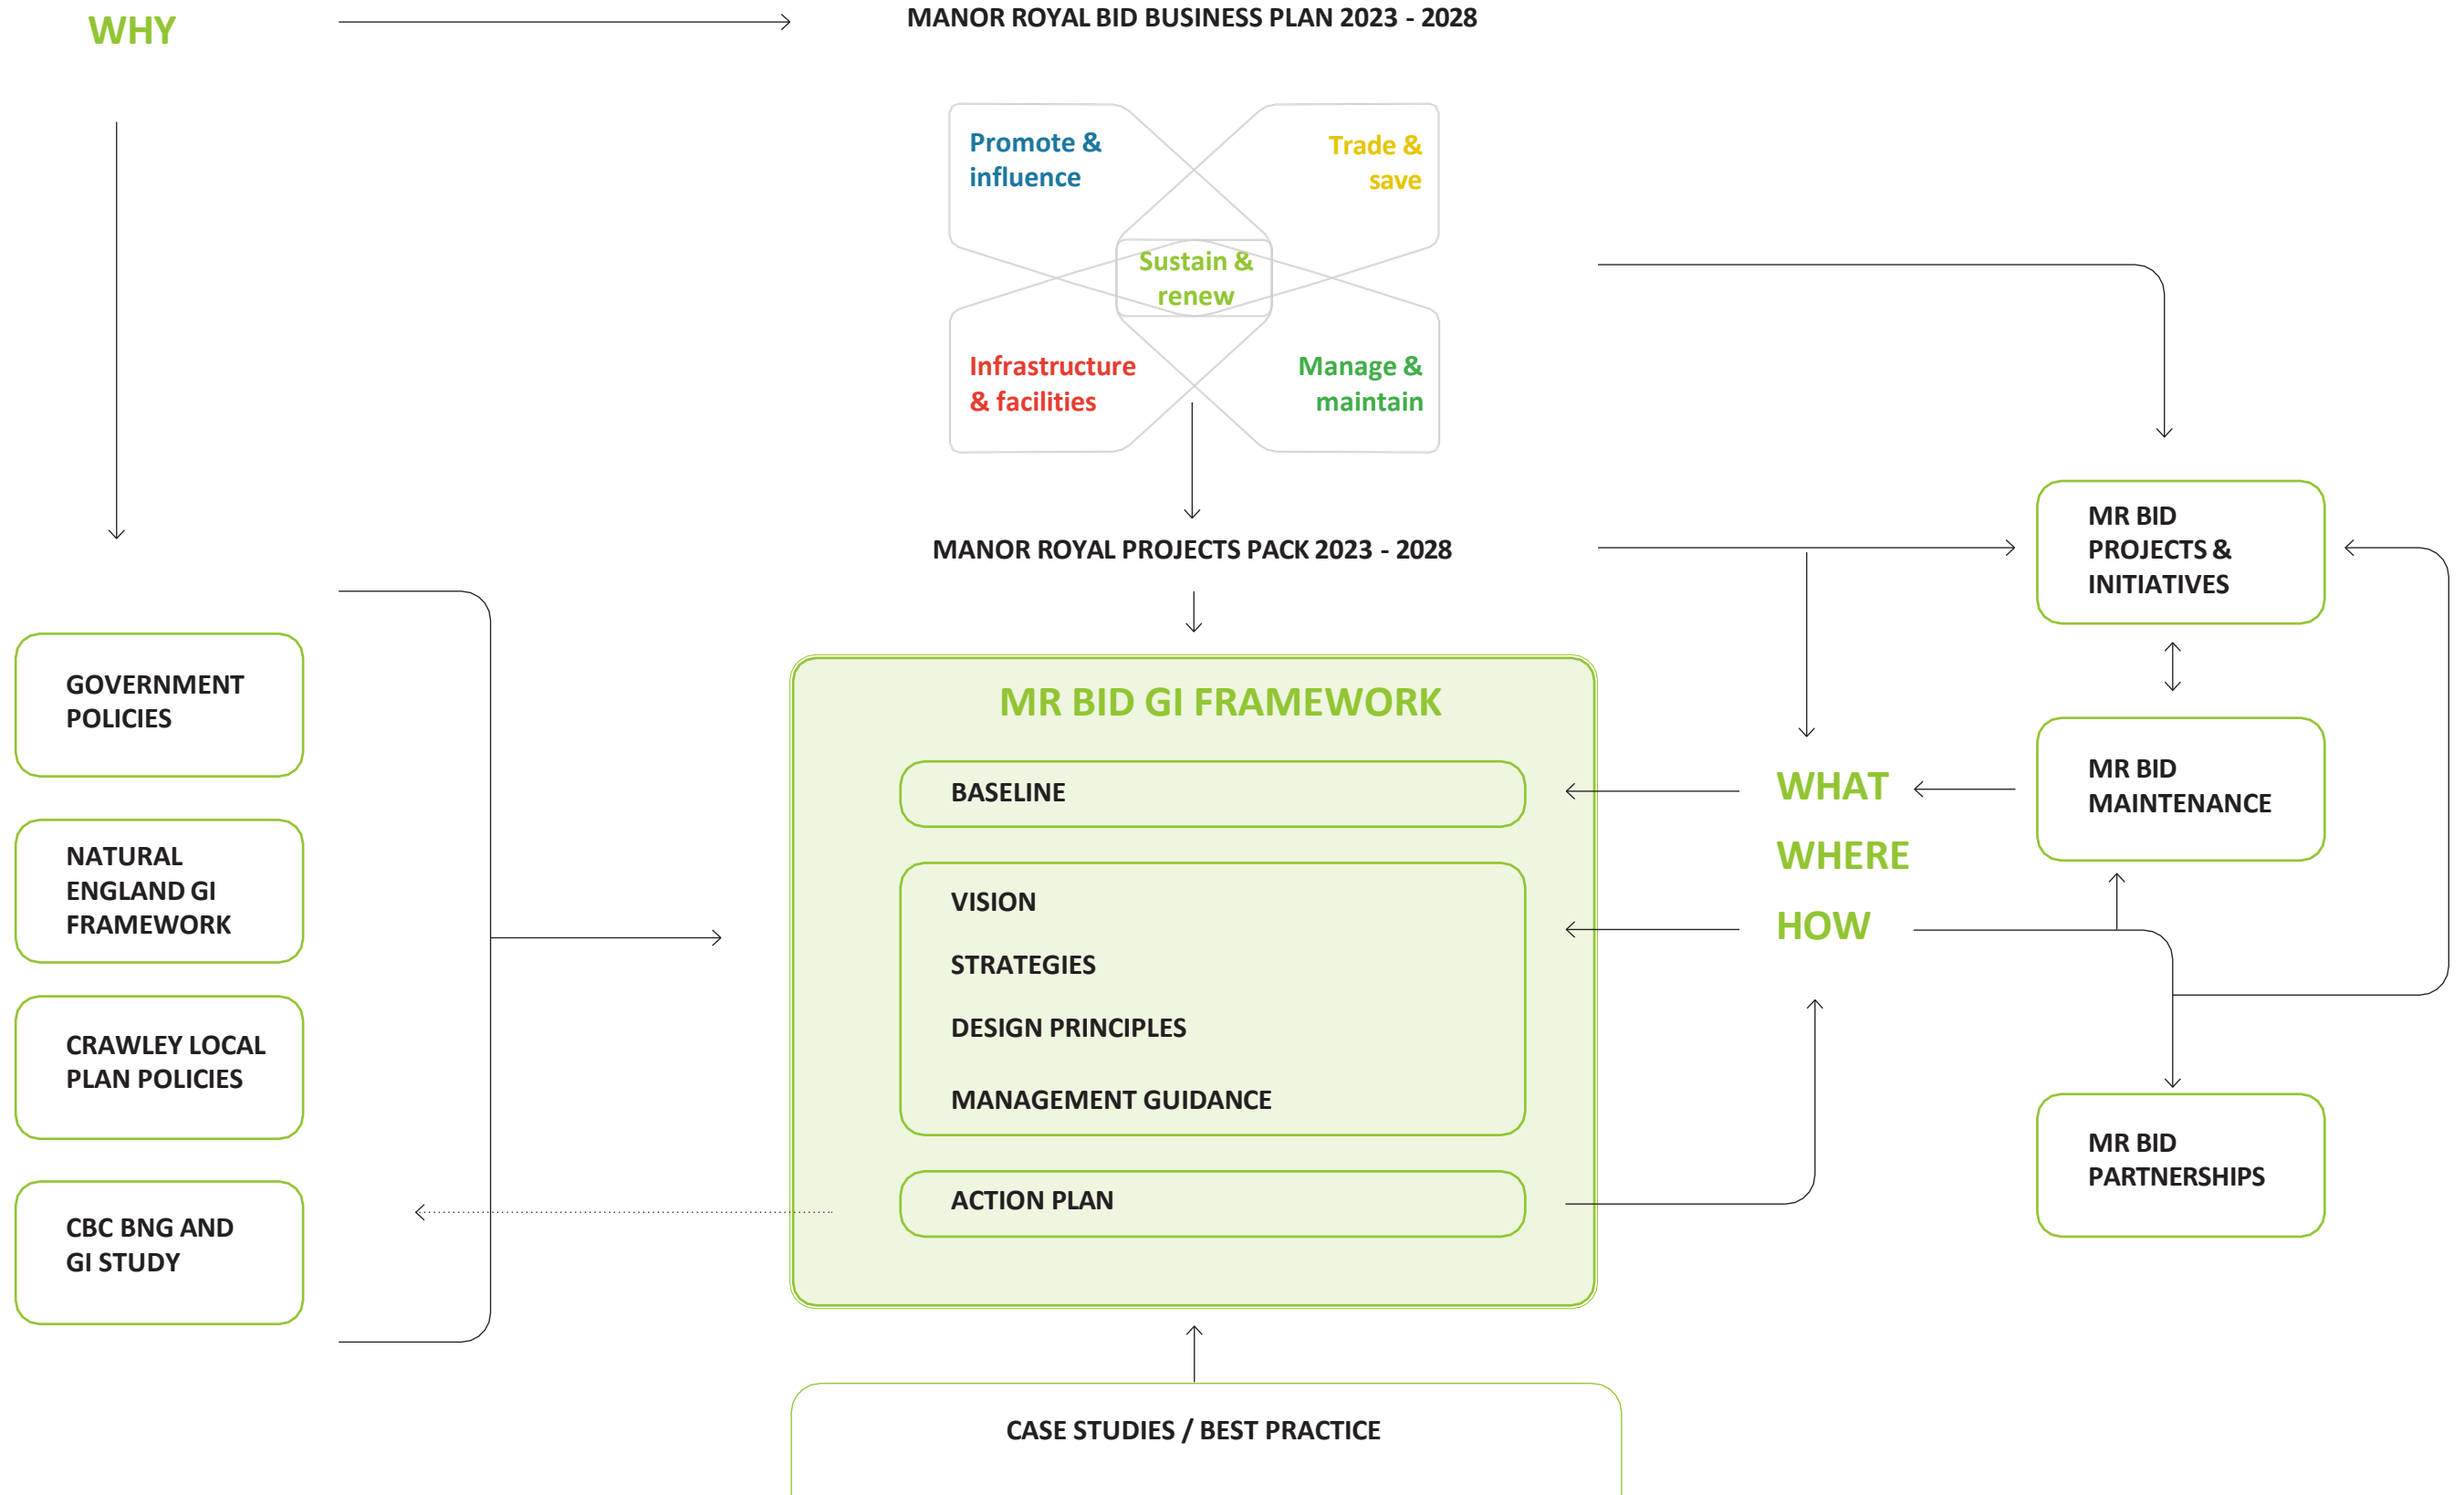 WHY
MANOR ROYAL BID BUSINESS PLAN 2023 - 2028
Promote &
influence
Trade &
save
Sustain &
renew
Infrastructure
& facilities
Manage &
maintain
MANOR ROYAL PROJECTS PACK 2023 - 2028
GOVERNMENT
POLICIES
NATURAL
ENGLAND GI
FRAMEWORK
CRAWLEY LOCAL
PLAN POLICIES
CBC BNG AND
GI STUDY
MR BID GI FRAMEWORK
BASELINE
VISION
STRATEGIES
DESIGN PRINCIPLES
MANAGEMENT GUIDANCE
ACTION PLAN
WHAT
WHERE
HOW
MR BID
PROJECTS &
INITIATIVES
MR BID
MAINTENANCE
MR BID
PARTNERSHIPS
CASE STUDIES / BEST PRACTICE